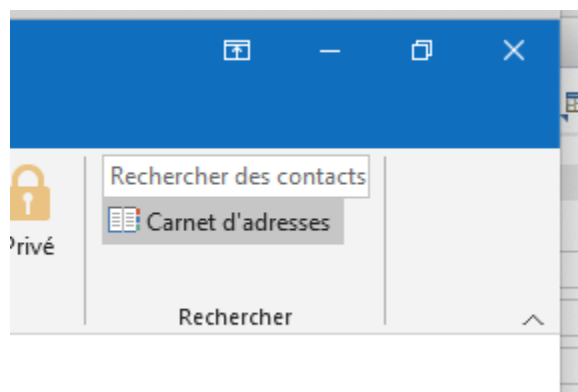 Rechercher des contacts
Carnet d'adresses
Privé
Rechercher